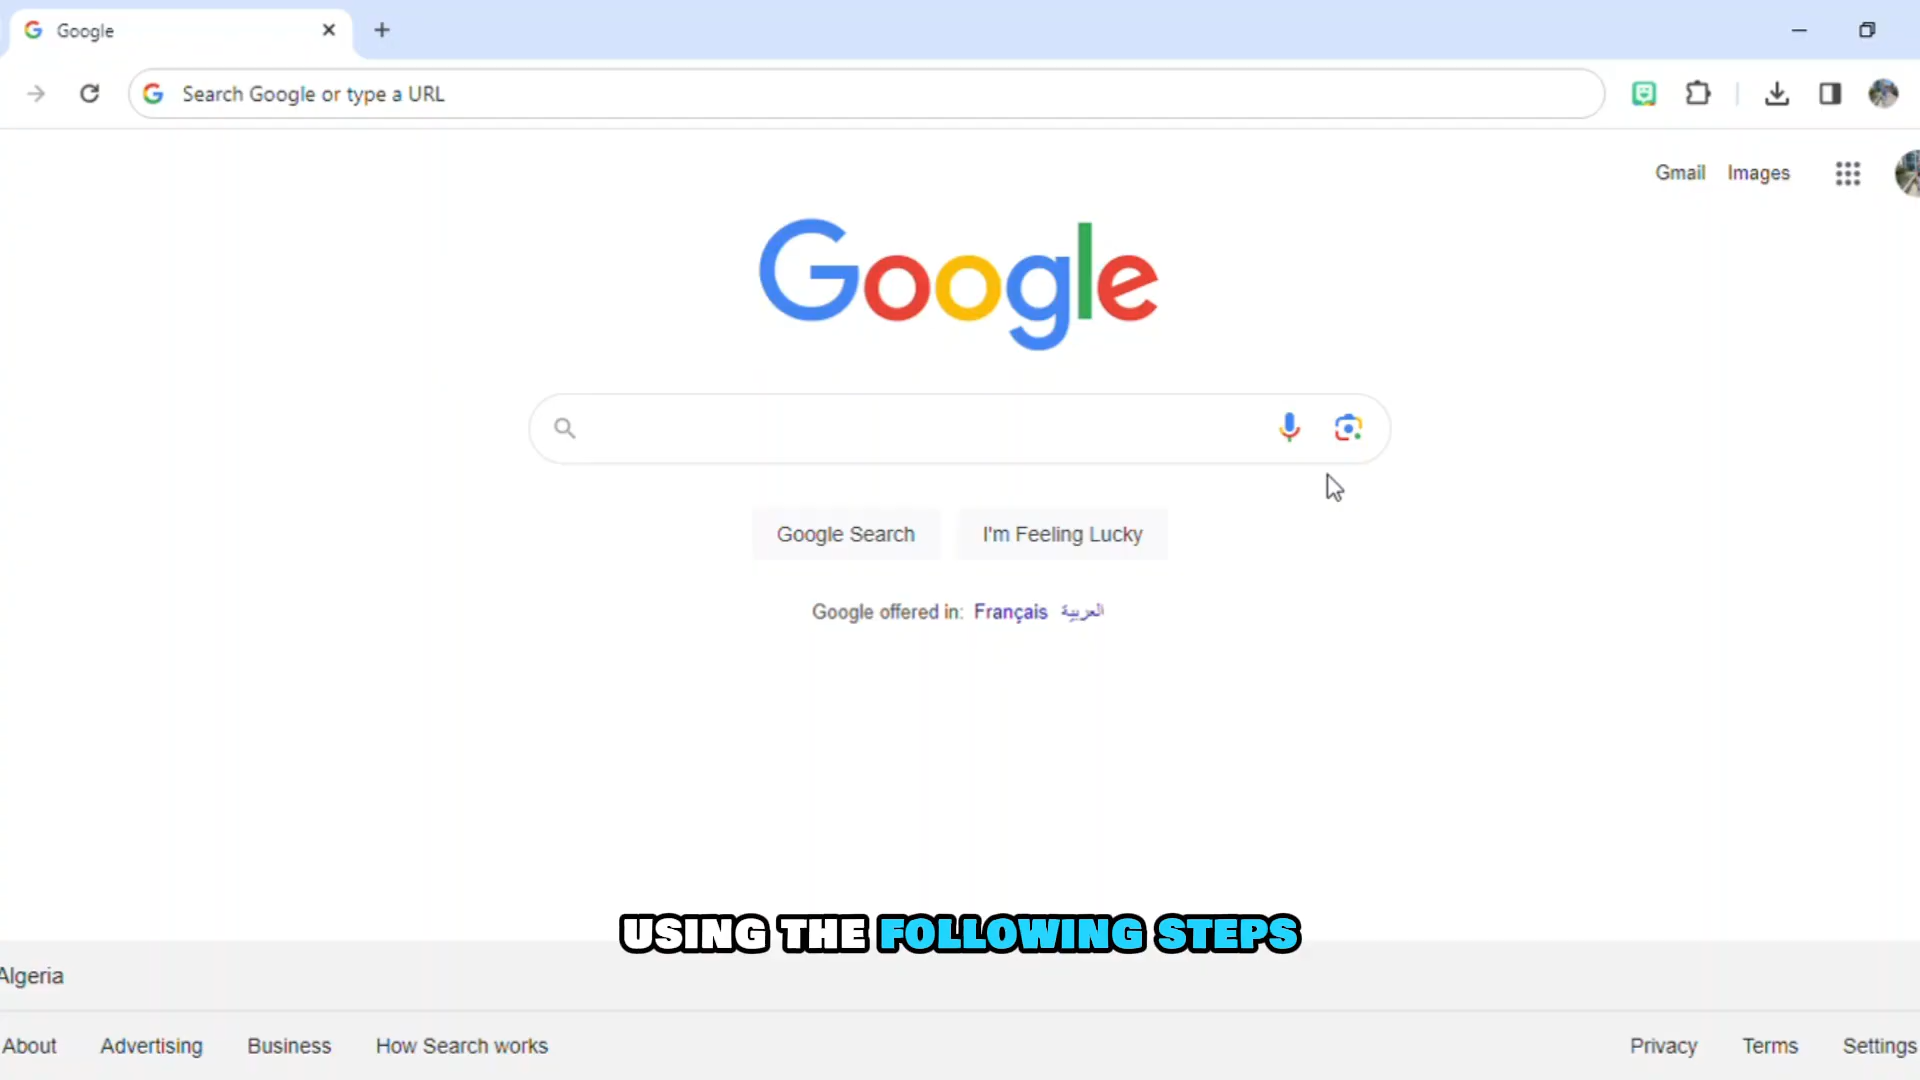 Google
Search Google or type a URL
Gmail Images
Google
Google Search I'm Feeling Lucky
Google offered in: Français العربية
USING THE FOLLOWING STEPS
Algeria
About Advertising Business How Search works Privacy Terms Settings